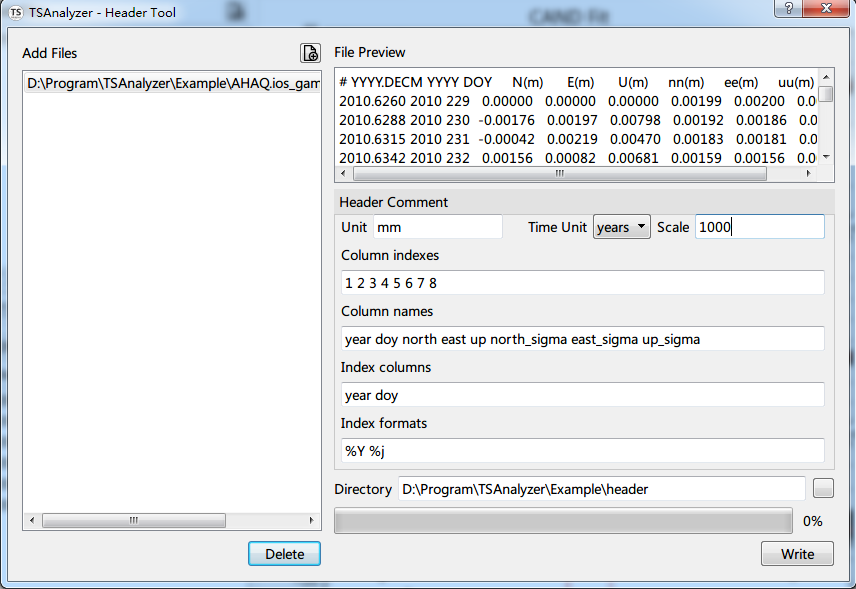 TS TSAnalyzer - Header Tool
Add Files
D:\Program\TSAnalyzer\Example\AHAQ.ios_gam
Delete
File Preview
# YYYY.DECM YYYY DOY N(m) E(m) U(m) nn(m) ee(m) uu(m)
2010.6260 2010 229 0.00000 0.00000 0.00000 0.00199 0.00200 0.0
2010.6288 2010 230 -0.00176 0.00197 0.00798 0.00192 0.00186 0.0
2010.6315 2010 231 -0.00042 0.00219 0.00470 0.00183 0.00181 0.0
2010.6342 2010 232 0.00156 0.00082 0.00681 0.00159 0.00156 0.0
Header Comment
Unit mm Time Unit years Scale 1000
Column indexes
1 2 3 4 5 6 7 8
Column names
year doy north east up north_sigma east_sigma up_sigma
Index columns
year doy
Index formats
%Y %j
Directory D:\Program\TSAnalyzer\Example\header
0%
Write